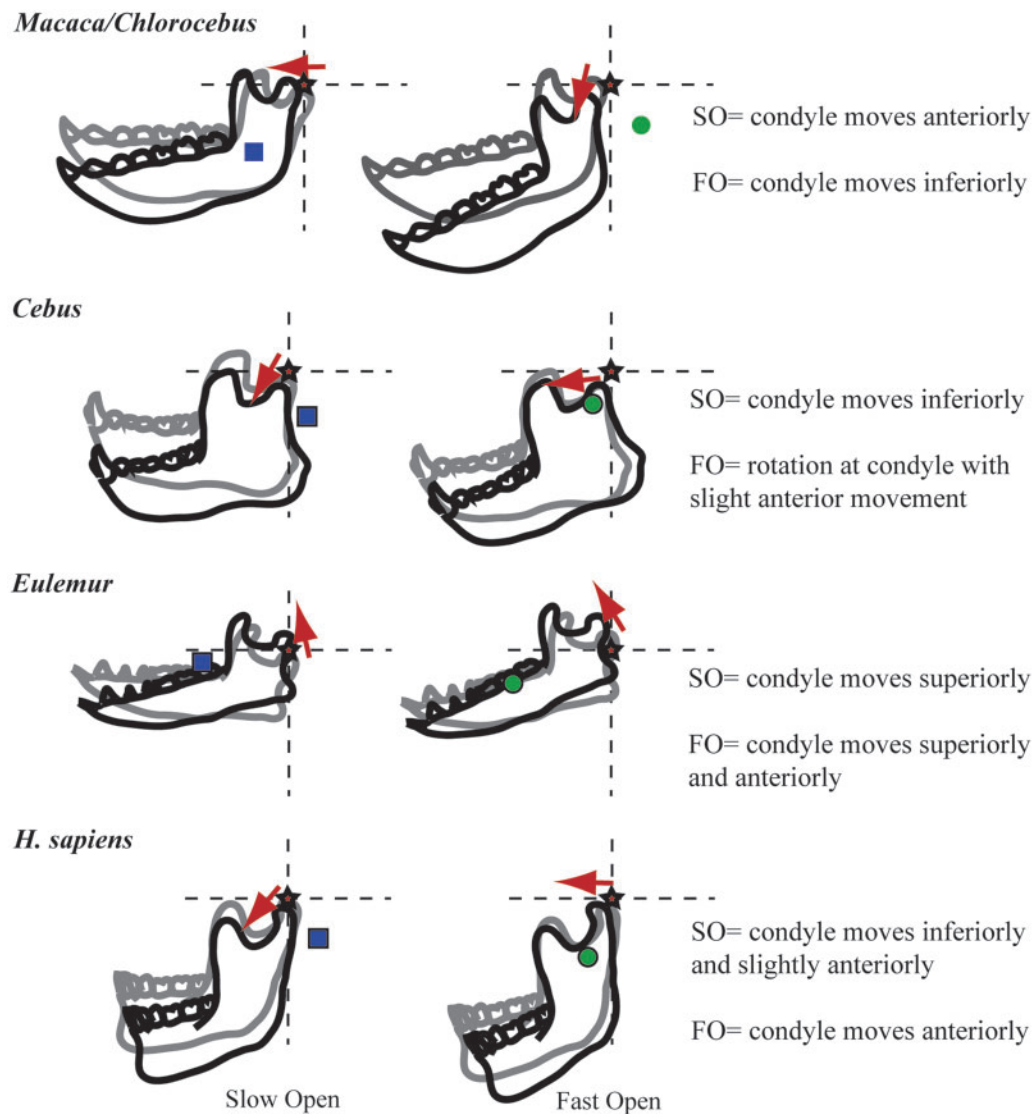 Macaca/Chlorocebus
SO= condyle moves anteriorly
FO= condyle moves inferiorly
Cebus
SO= condyle moves inferiorly
FO= rotation at condyle with
slight anterior movement
Eulemur
SO= condyle moves superiorly
FO= condyle moves superiorly
and anteriorly
H. sapiens
SO= condyle moves inferiorly
and slightly anteriorly
FO= condyle moves anteriorly
Slow Open
Fast Open